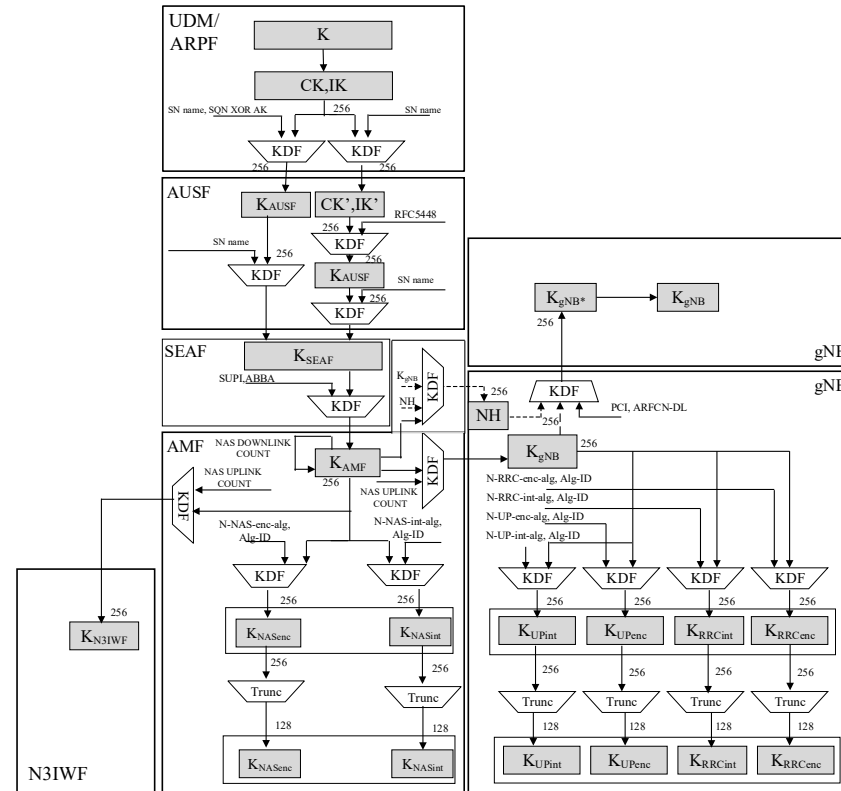 UDM/
ARPF
K
CK,IK
SN name, SQN XOR AK
256
SN name
KDF
KDF
256
256
AUSF
KAUSF
CK’,IK’
256
RFC5448
KDF
SN name
256
256
KDF
KAUSF
SN name
256
KDF
SEAF
KSEAF
SUPI,ABBA
KDF
KgNB
NH
KDF
256
NH
KgNB*
KgNB
256
gNB
gNB
KDF
256
PCI, ARFCN-DL
KgNB
256
AMF
NAS DOWNLINK
COUNT
KAMF
256
NAS UPLINK
COUNT
KDF
NAS UPLINK
COUNT
KDF
N-NAS-enc-alg,
Alg-ID
N-NAS-int-alg,
Alg-ID
KDF
KDF
256
256
KNASenc
KNASint
256
256
Trunc
Trunc
128
128
KNASenc
KNASint
256
KN3IWF
N3IWF
N-RRC-enc-alg, Alg-ID
N-RRC-int-alg, Alg-ID
N-UP-enc-alg, Alg-ID
N-UP-int-alg, Alg-ID
KDF
KDF
KDF
KDF
256
256
256
256
KUPint
KUPenc
KRRCint
KRRCenc
256
256
256
256
Trunc
Trunc
Trunc
Trunc
128
128
128
128
KUPint
KUPenc
KRRCint
KRRCenc